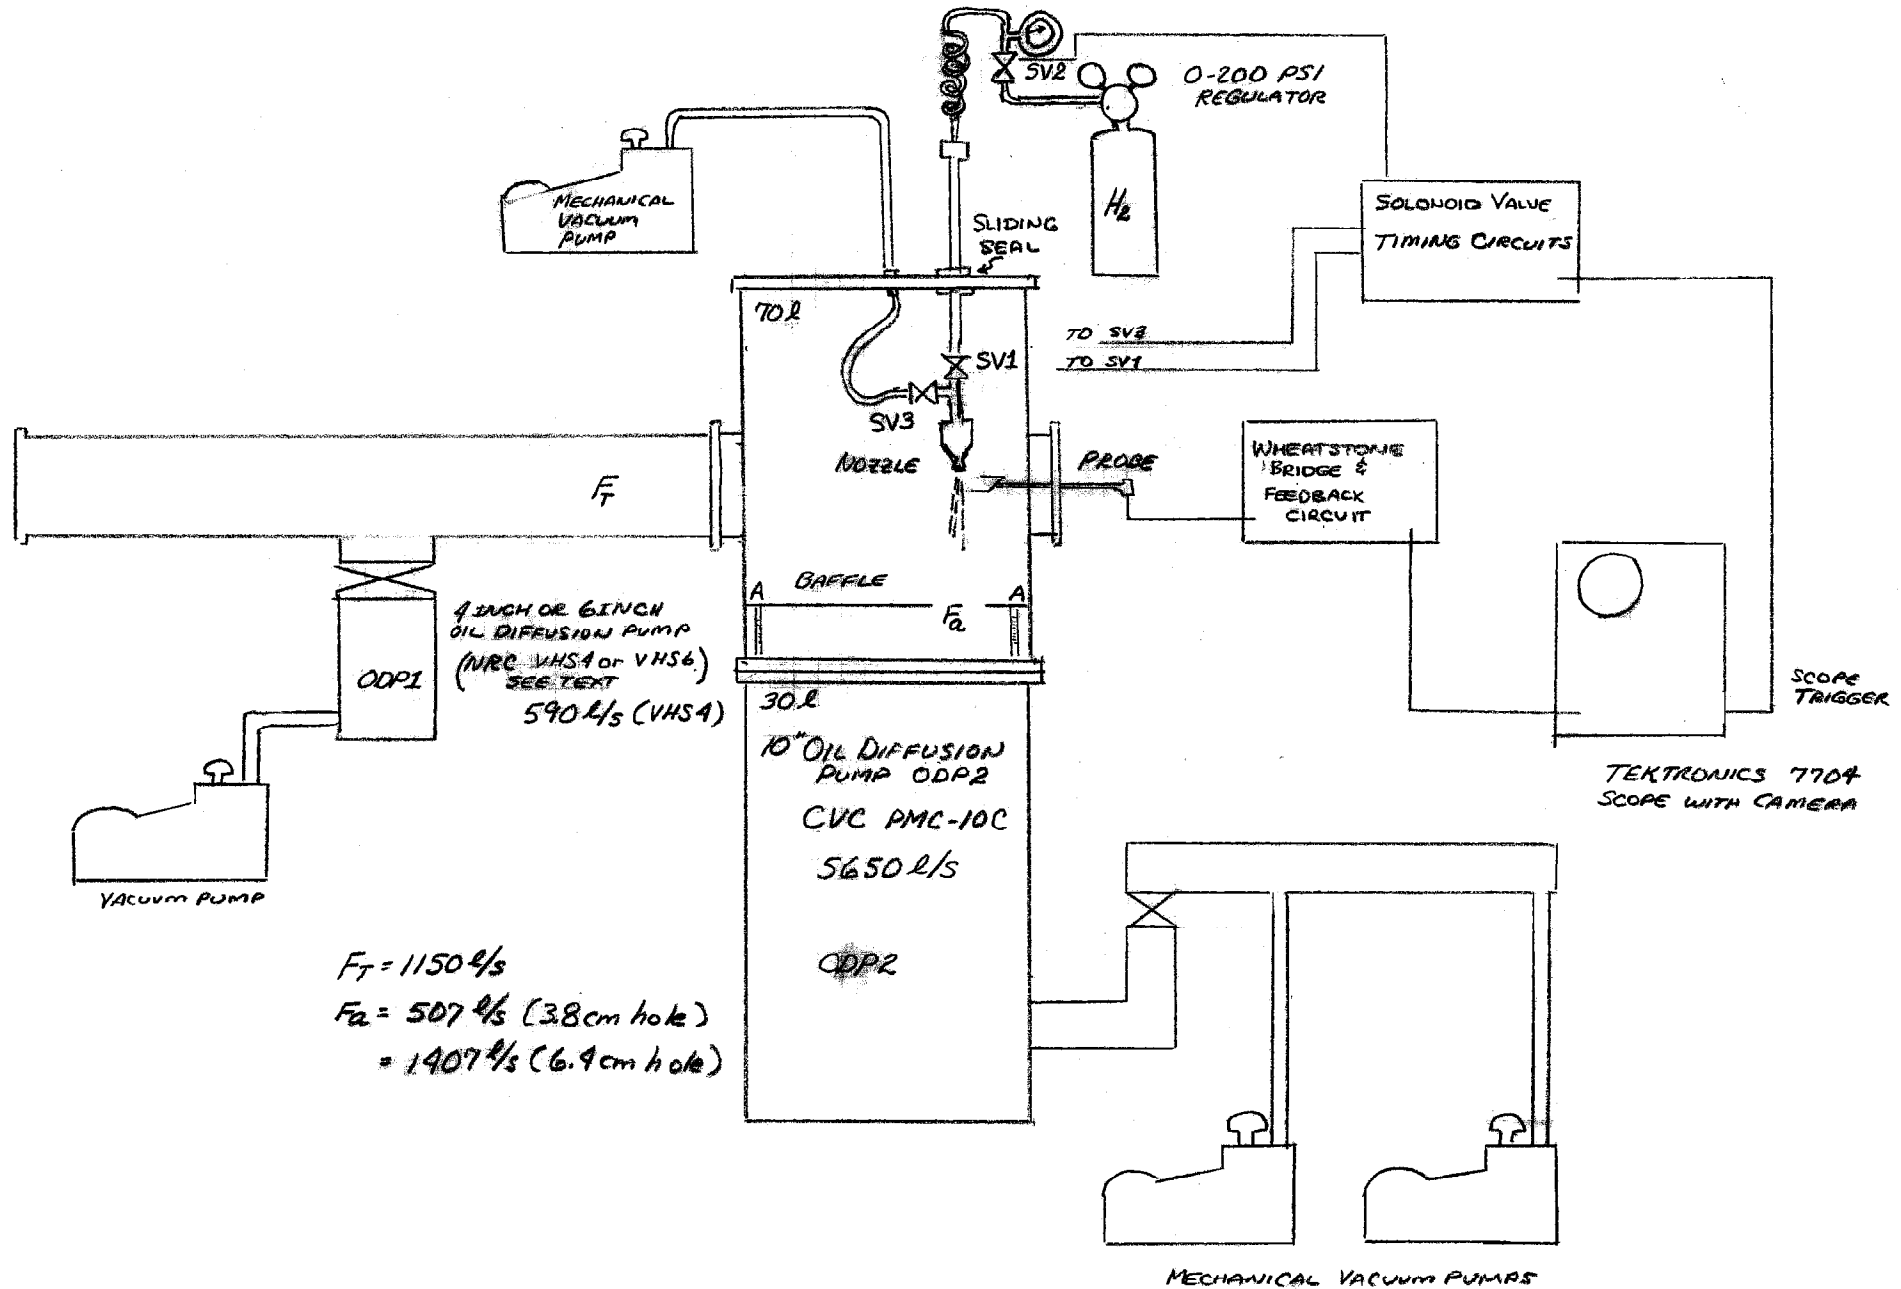 SV2
0-200 PSI
REGULATOR
MECHANICAL
VACUUM
PUMP
H2
SOLONOID VALVE
TIMING CIRCUITS
SLIDING
SEAL
70 l
TO SV3
TO SV1
SV1
SV3
NOZZLE
PROBE
WHEATSTONE
BRIDGE &
FEEDBACK
CIRCUIT
FT
BAFFLE
A
A
Fa
4 INCH OR 6 INCH
OIL DIFFUSION PUMP
(NRC VHS4 or VHS6)
SEE TEXT
590 l/s (VHS4)
ODP1
30 l
10" OIL DIFFUSION
PUMP ODP2
CVC PMC-10C
5650 l/s
ODP2
SCOPE
TRIGGER
TEKTRONICS 7704
SCOPE WITH CAMERA
VACUUM PUMP
FT = 1150 l/s
Fa = 507 l/s (3.8cm hole)
= 1407 l/s (6.4cm hole)
MECHANICAL VACUUM PUMPS